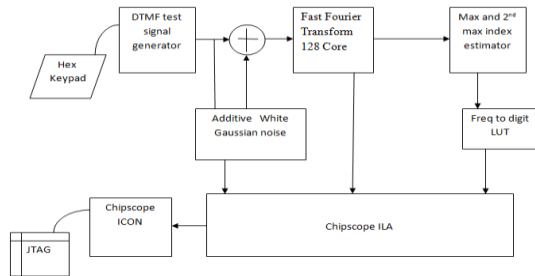 DTMF test
signal
generator
Fast Fourier
Transform
128 Core
Max and 2nd
max index
estimator
Hex
Keypad
Additive White
Gaussian noise
Freq to digit
LUT
Chipscope
ICON
Chipscope ILA
JTAG